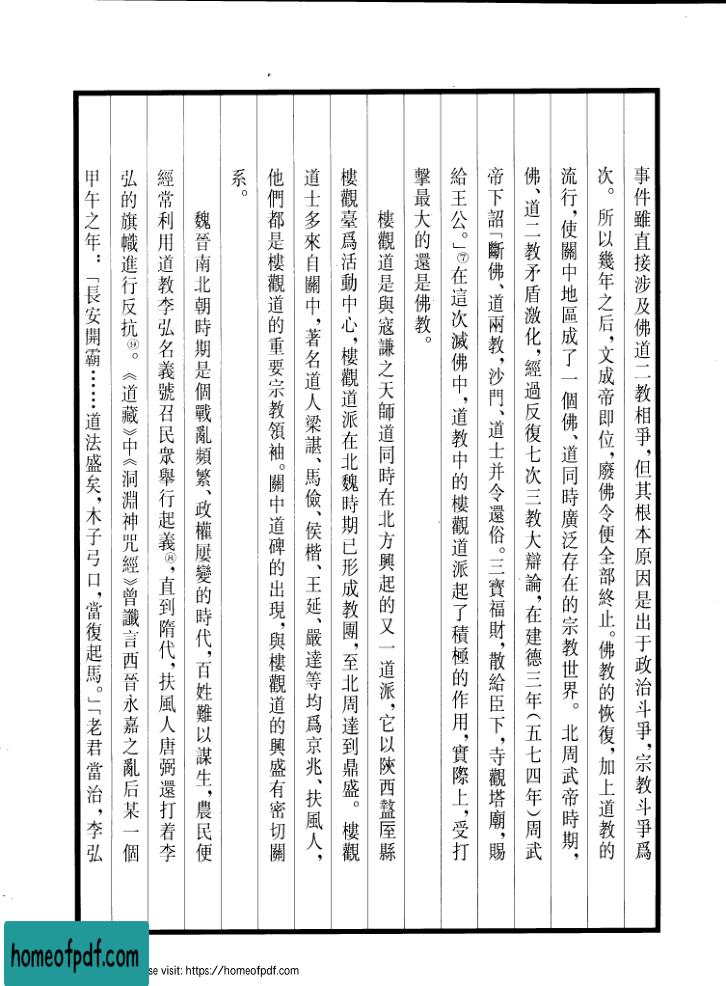 事件雖直接涉及佛道二教相爭，但其根本原因是出于政治斗爭，宗教斗爭爲
次。所以幾年之后，文成帝即位，廢佛令便全部終止。佛教的恢復，加上道教的
流行，使關中地區成了一個佛、道同時廣泛存在的宗教世界。北周武帝時期，
佛、道二教矛盾激化，經過反復七次三教大辯論，在建德三年（五七四年）周武
帝下詔「斷佛、道兩教，沙門、道士并令還俗。三寶福財，散給臣下，寺觀塔廟，賜
給王公。」⑦在這次滅佛中，道教中的樓觀道派起了積極的作用，實際上，受打
擊最大的還是佛教。
樓觀道是與寇謙之天師道同時在北方興起的又一道派，它以陝西盩厔縣
樓觀臺爲活動中心，樓觀道派在北魏時期已形成教團，至北周達到鼎盛。樓觀
道士多來自關中，著名道人梁諶、馬儉、侯楷、王延、嚴達等均爲京兆、扶風人，
他們都是樓觀道的重要宗教領袖。關中道碑的出現，與樓觀道的興盛有密切關
系。
魏晉南北朝時期是個戰亂頻繁、政權屢變的時代，百姓難以謀生，農民便
經常利用道教李弘名義號召民眾舉行起義，直到隋代，扶風人唐弼還打着李
弘的旗幟進行反抗。《道藏》中《洞淵神咒經》曾讖言西晉永嘉之亂后某一個
甲午之年：「長安開霸……道法盛矣，木子弓口，當復起馬。」「老君當治，李弘
homeofpdf.com
se visit: https://homeofpdf.com